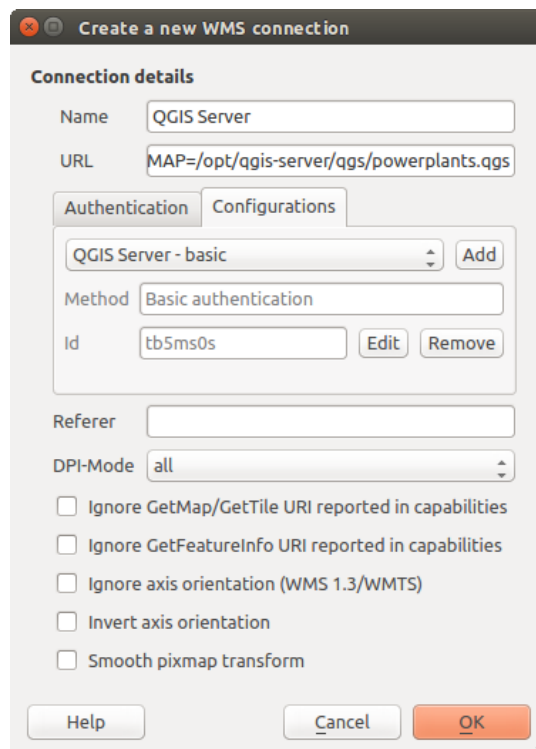 Create a new WMS connection
Connection details
Name QGIS Server
URL MAP=/opt/qgis-server/qgs/powerplants.qgs
Authentication Configurations
QGIS Server - basic Add
Method Basic authentication
Id tb5ms0s Edit Remove
Referer
DPI-Mode all
Ignore GetMap/GetTile URI reported in capabilities
Ignore GetFeatureInfo URI reported in capabilities
Ignore axis orientation (WMS 1.3/WMTS)
Invert axis orientation
Smooth pixmap transform
Help Cancel OK